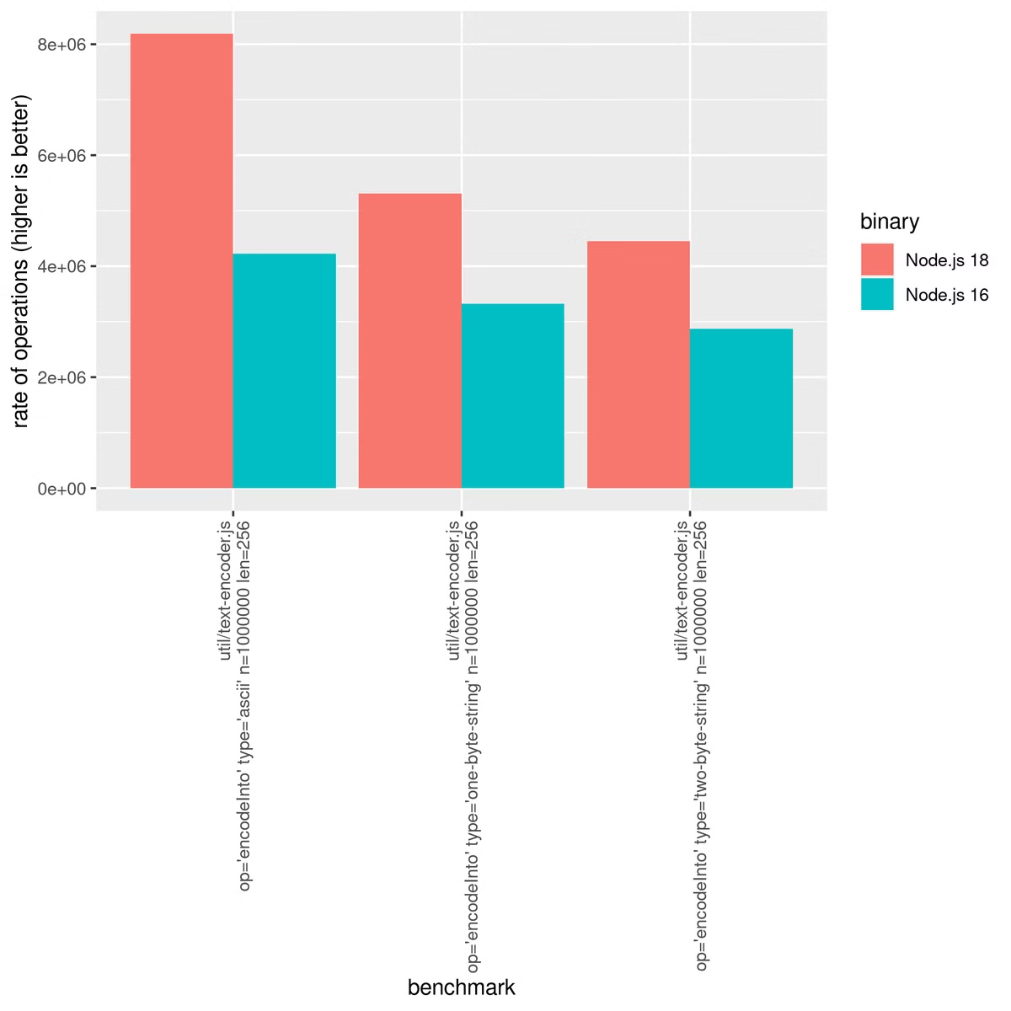 rate of operations (higher is better)
8e+06
6e+06
4e+06
2e+06
0e+00
util/text-encoder.js
op='encodeInto' type='ascii' n=1000000 len=256
util/text-encoder.js
op='encodeInto' type='one-byte-string' n=1000000 len=256
util/text-encoder.js
op='encodeInto' type='two-byte-string' n=1000000 len=256
benchmark
binary
Node.js 18
Node.js 16